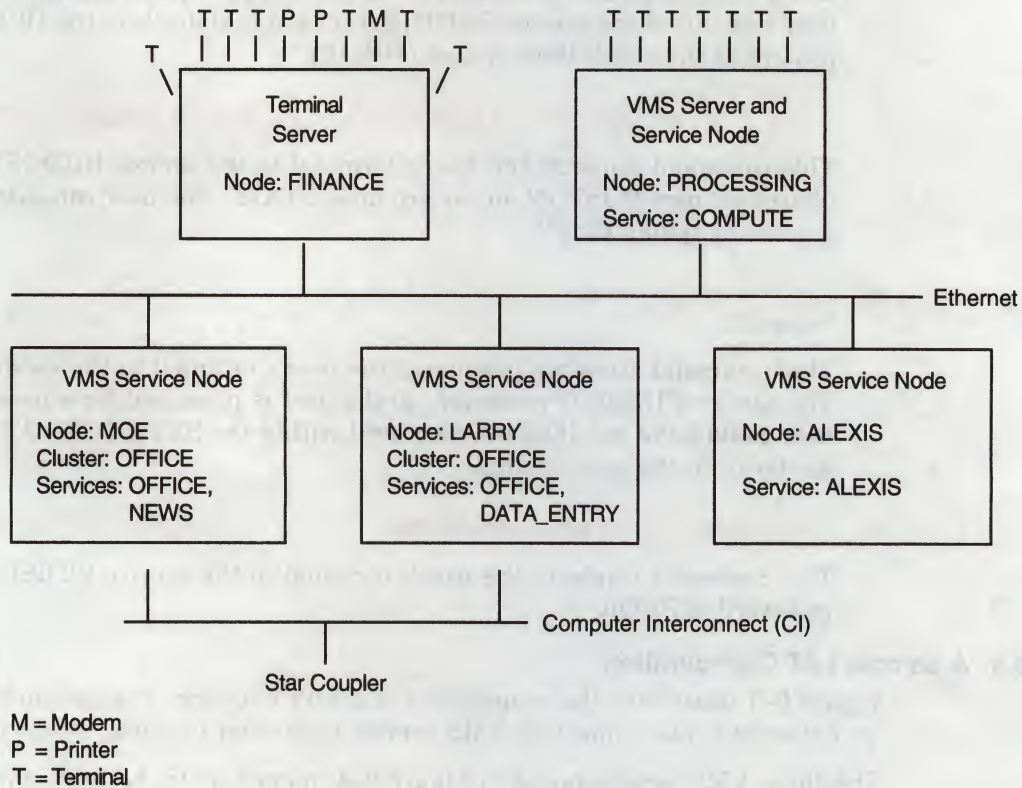 T T T P P M T T T T T T
T T
Terminal
Server
Node: FINANCE
VMS Server and
Service Node
Node: PROCESSING
Service: COMPUTE
Ethernet
VMS Service Node
Node: MOE
Cluster: OFFICE
Services: OFFICE,
NEWS
VMS Service Node
Node: LARRY
Cluster: OFFICE
Services: OFFICE,
DATA_ENTRY
VMS Service Node
Node: ALEXIS
Service: ALEXIS
Computer Interconnect (CI)
Star Coupler
M = Modem
P = Printer
T = Terminal